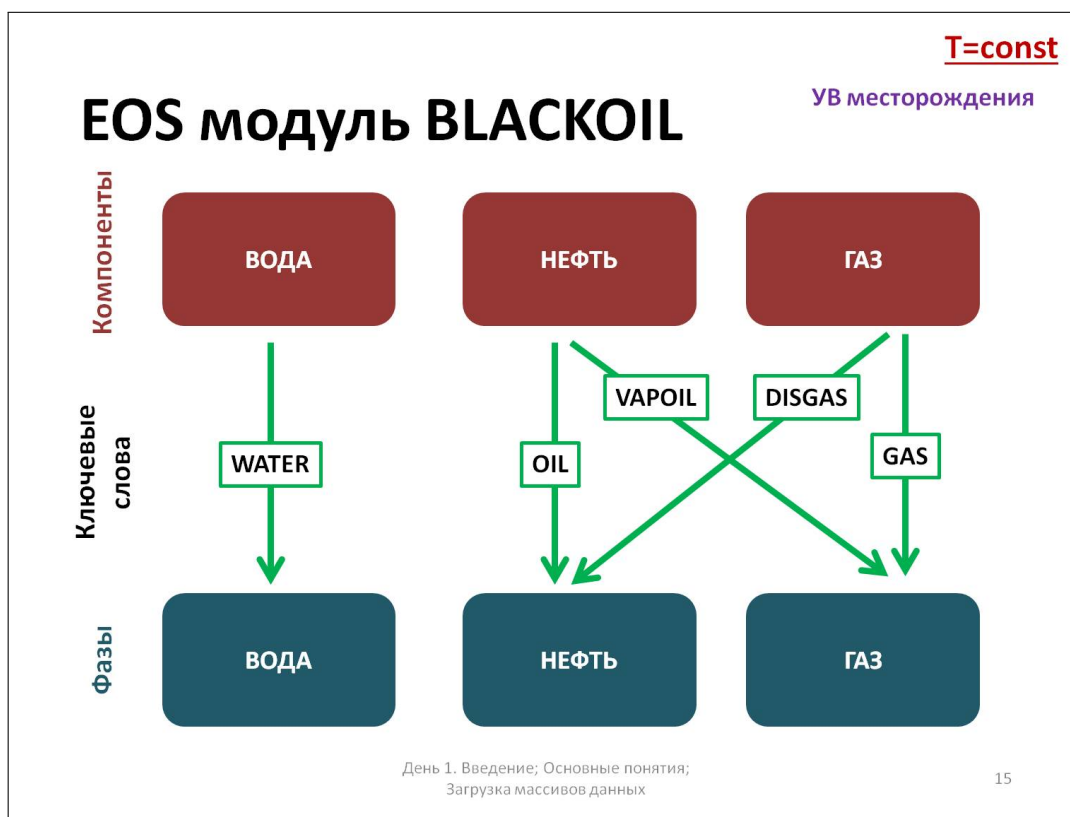 T=const
УВ месторождения
EOS модуль BLACKOIL
Компоненты
ВОДА
НЕФТЬ
ГАЗ
Ключевые
слова
VAPOIL
DISGAS
WATER
OIL
GAS
Фазы
ВОДА
НЕФТЬ
ГАЗ
День 1. Введение; Основные понятия;
Загрузка массивов данных
15